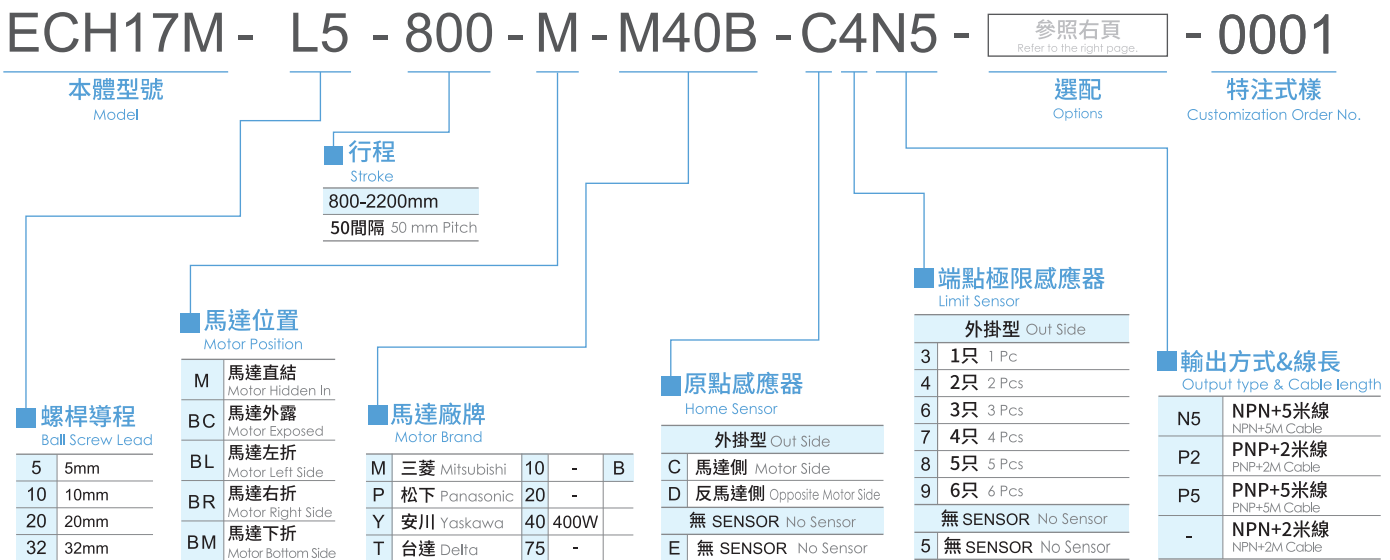 ECH17M - L5 - 800 - M - M40B - C4N5 - 參照右頁 Refer to the right page. - 0001
本體型號
Model
選配
Options
特注式樣
Customization Order No.
行程
Stroke
800-2200mm
50間隔 50 mm Pitch
螺桿導程
Ball Screw Lead
5 5mm
10 10mm
20 20mm
32 32mm
馬達位置
Motor Position
M 馬達直結
Motor Hidden In
BC 馬達外露
Motor Exposed
BL 馬達左折
Motor Left Side
BR 馬達右折
Motor Right Side
BM 馬達下折
Motor Bottom Side
馬達廠牌
Motor Brand
M 三菱 Mitsubishi 10 - B
P 松下 Panasonic 20 -
Y 安川 Yaskawa 40 400W
T 台達 Delta 75 -
原點感應器
Home Sensor
外掛型 Out Side
C 馬達側 Motor Side
D 反馬達側 Opposite Motor Side
無 SENSOR No Sensor
E 無 SENSOR No Sensor
端點極限感應器
Limit Sensor
外掛型 Out Side
3 1只 1 Pc
4 2只 2 Pcs
6 3只 3 Pcs
7 4只 4 Pcs
8 5只 5 Pcs
9 6只 6 Pcs
無 SENSOR No Sensor
5 無 SENSOR No Sensor
輸出方式&線長
Output type & Cable length
N5 NPN+5米線
NPN+5M Cable
P2 PNP+2米線
PNP+2M Cable
P5 PNP+5米線
PNP+5M Cable
- NPN+2米線
NPN+2M Cable